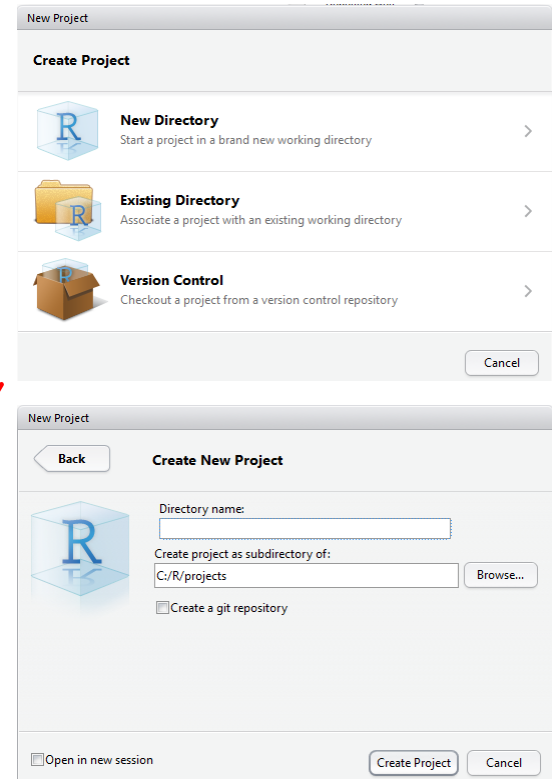 New Project
Create Project
R
New Directory
Start a project in a brand new working directory
R
Existing Directory
Associate a project with an existing working directory
R
Version Control
Checkout a project from a version control repository
Cancel
New Project
Back
Create New Project
R
Directory name:
Create project as subdirectory of:
C:/R/projects
Browse...
Create a git repository
Open in new session
Create Project
Cancel